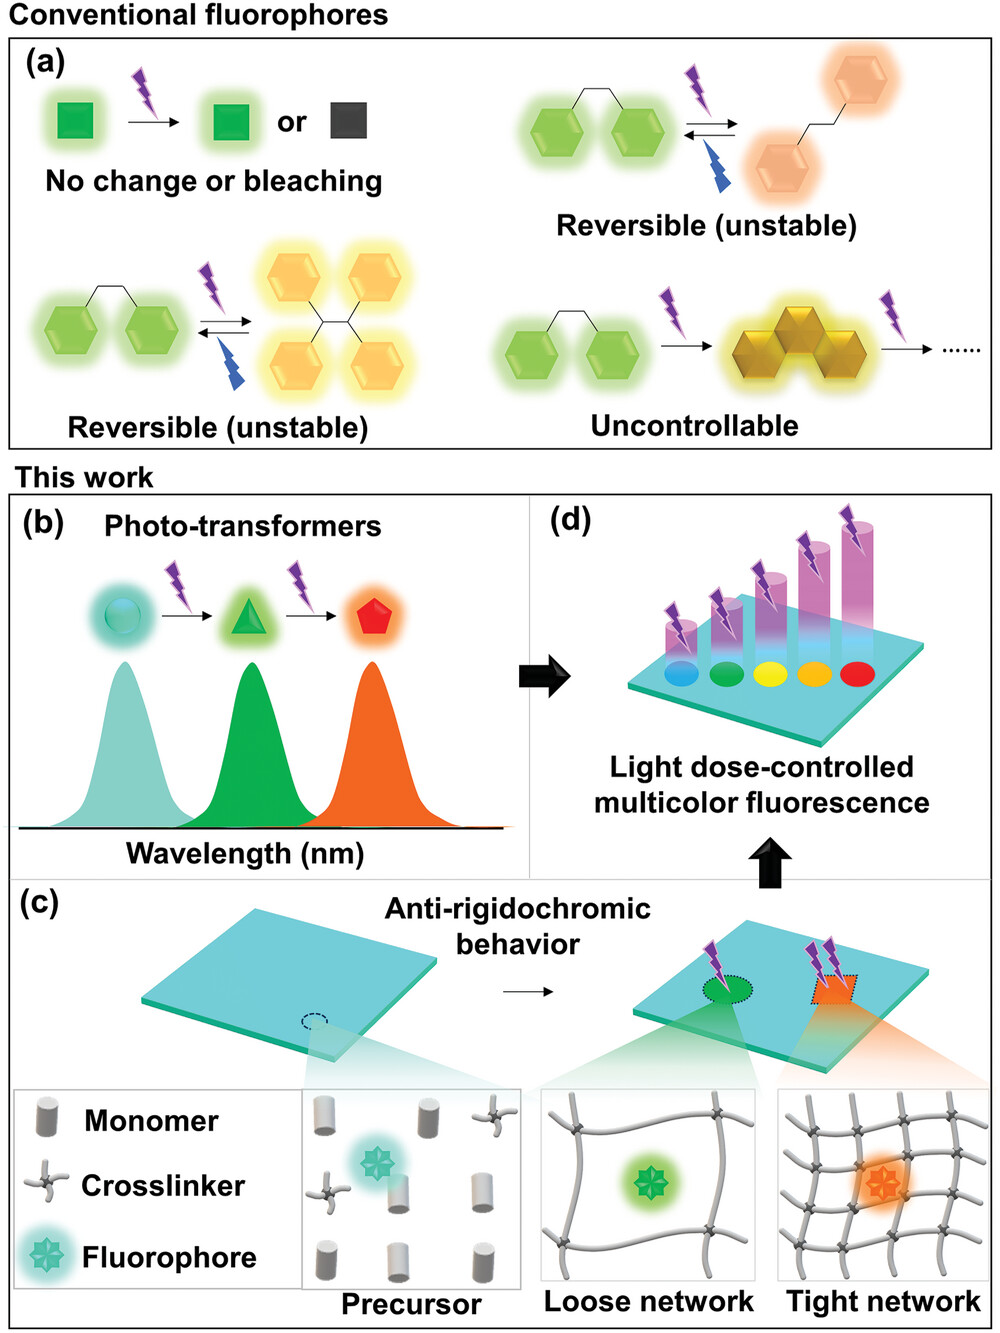 Conventional fluorophores
(a)
or
No change or bleaching
Reversible (unstable)
Reversible (unstable)
......
Uncontrollable
This work
(b)
Photo-transformers
Wavelength (nm)
(d)
Light dose-controlled
multicolor fluorescence
(c)
Anti-rigidochromic
behavior
Monomer
Crosslinker
Fluorophore
Precursor
Loose network
Tight network